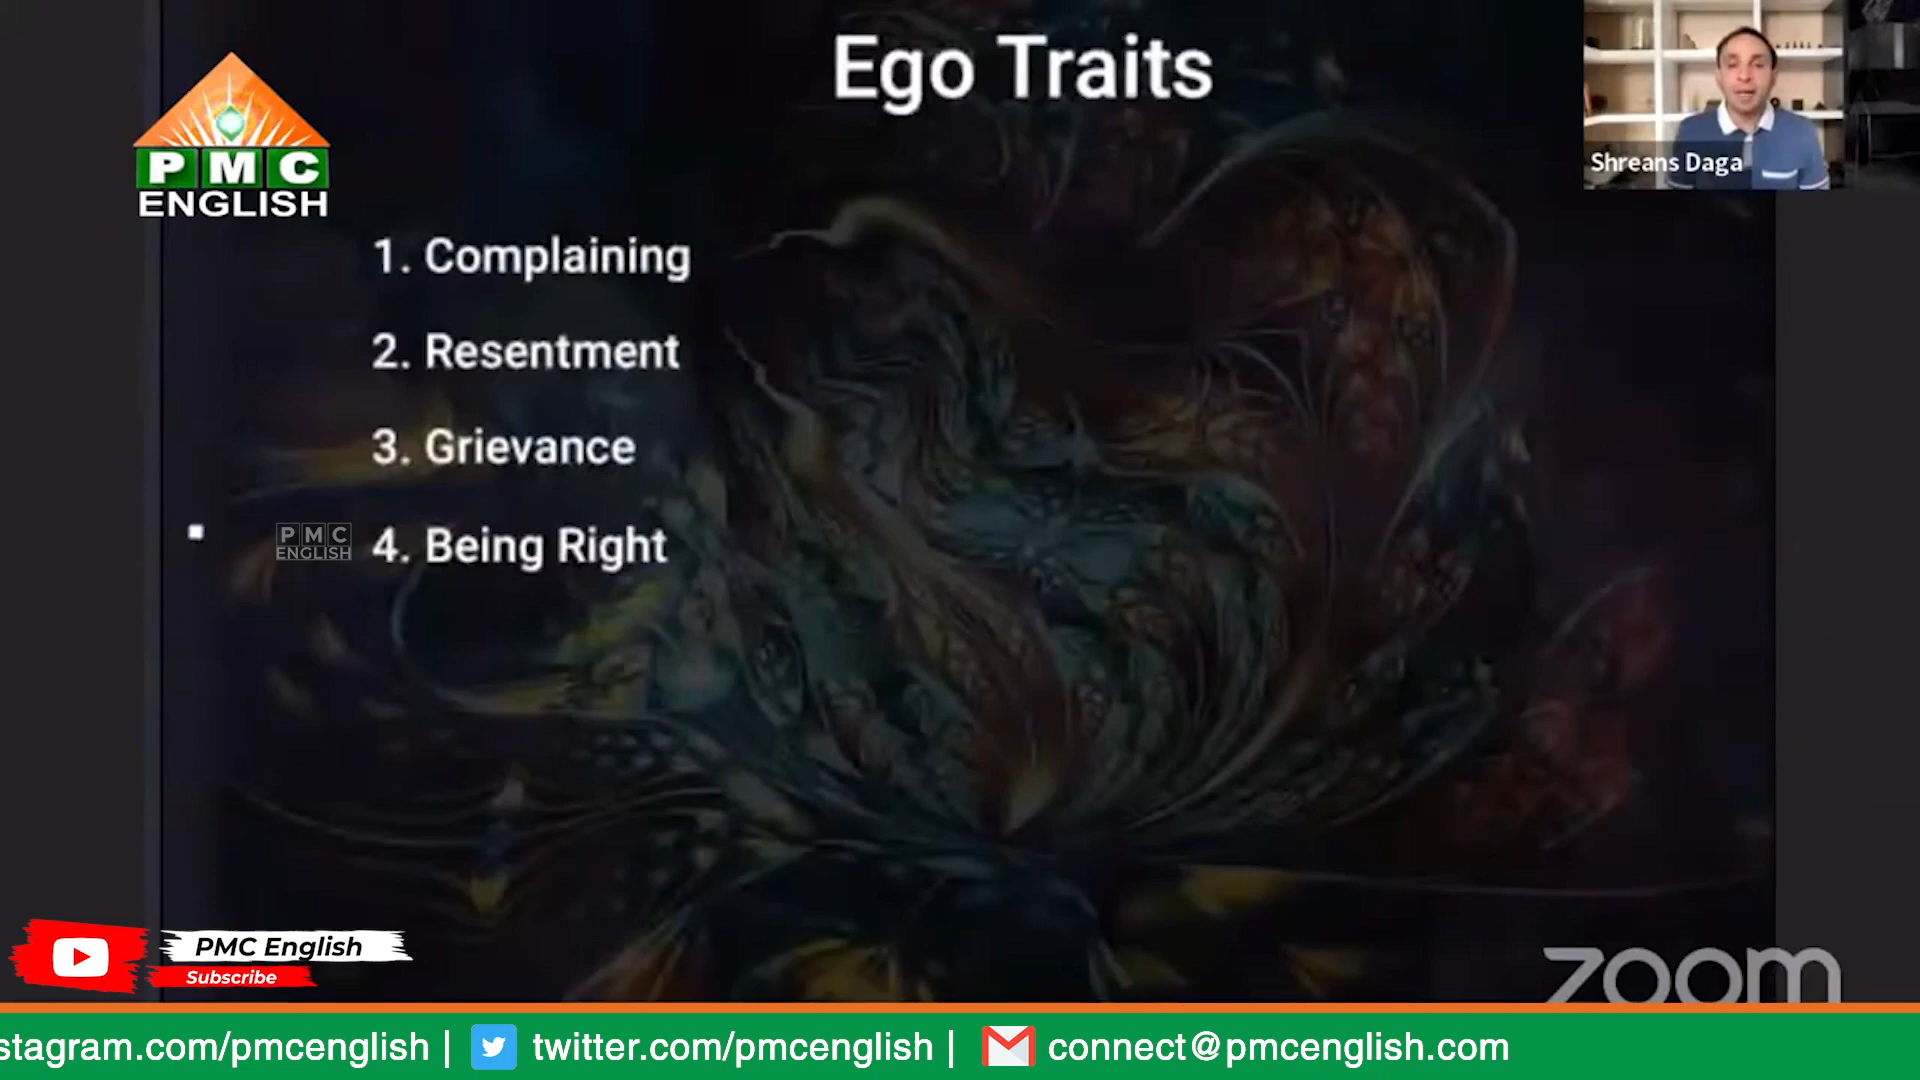 Ego Traits
Shreans Daga
PMC
ENGLISH
1. Complaining
2. Resentment
3. Grievance
PMC
ENGLISH
4. Being Right
PMC English
Subscribe
zoom
stagram.com/pmcenglish | twitter.com/pmcenglish | connect@pmcenglish.com